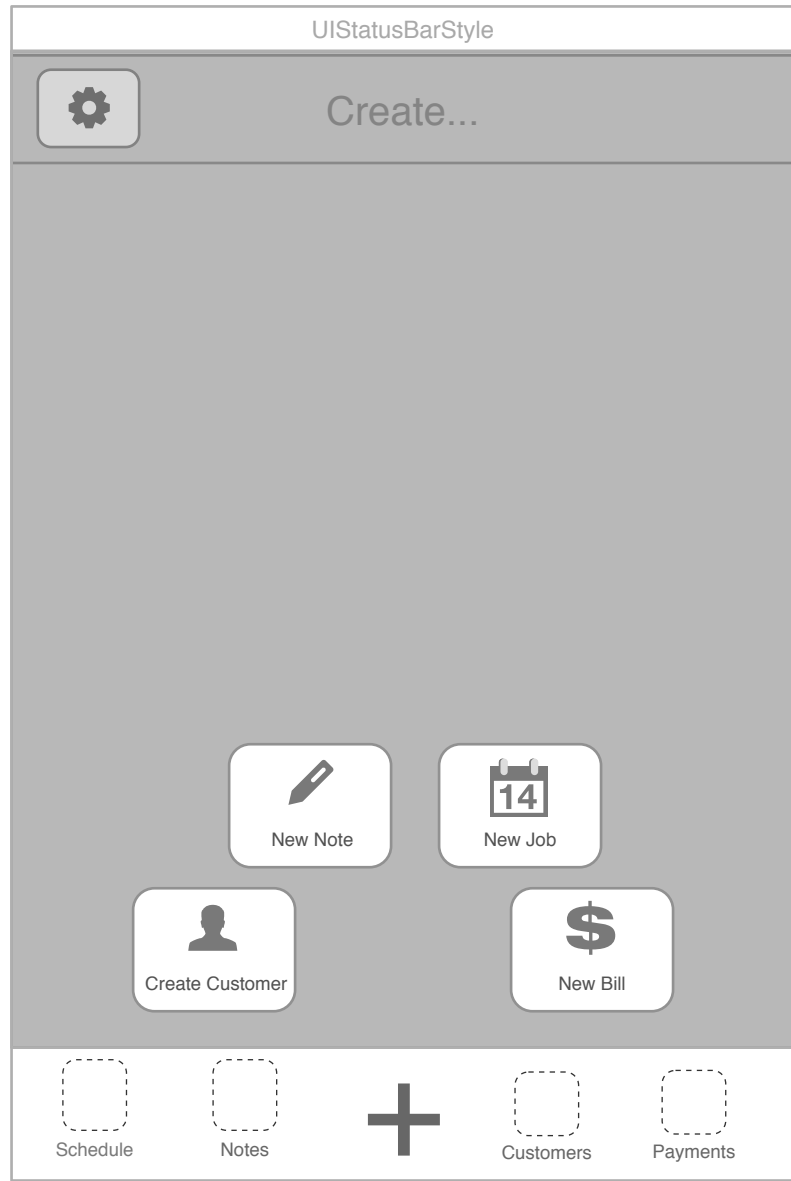 UIStatusBarStyle
Create...
14
New Note
New Job
$
Create Customer
New Bill
Schedule
Notes
Customers
Payments